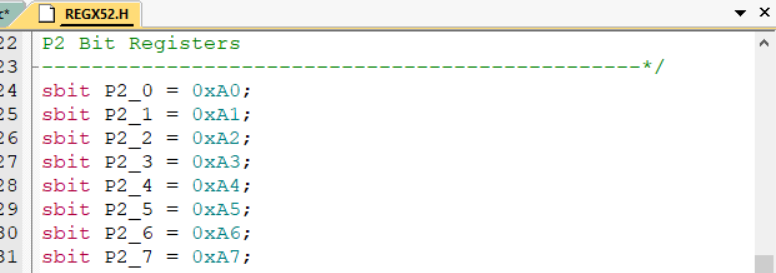 REGX52.H
22 P2 Bit Registers
23 ------------------------------------------------*/
24 sbit P2_0 = 0xA0;
25 sbit P2_1 = 0xA1;
26 sbit P2_2 = 0xA2;
27 sbit P2_3 = 0xA3;
28 sbit P2_4 = 0xA4;
29 sbit P2_5 = 0xA5;
30 sbit P2_6 = 0xA6;
31 sbit P2_7 = 0xA7;